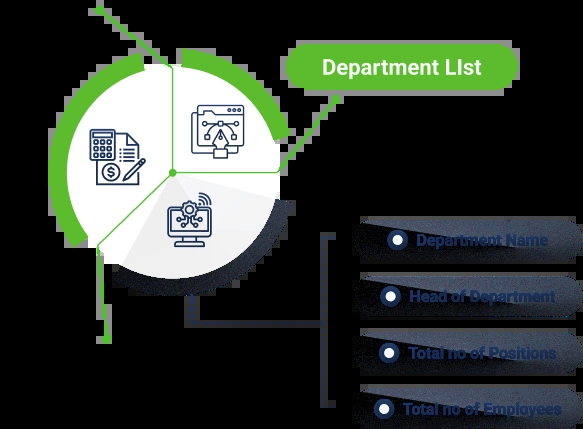 Department LIst
Department Name
Head of Department
Total no of Positions
Total no of Employees